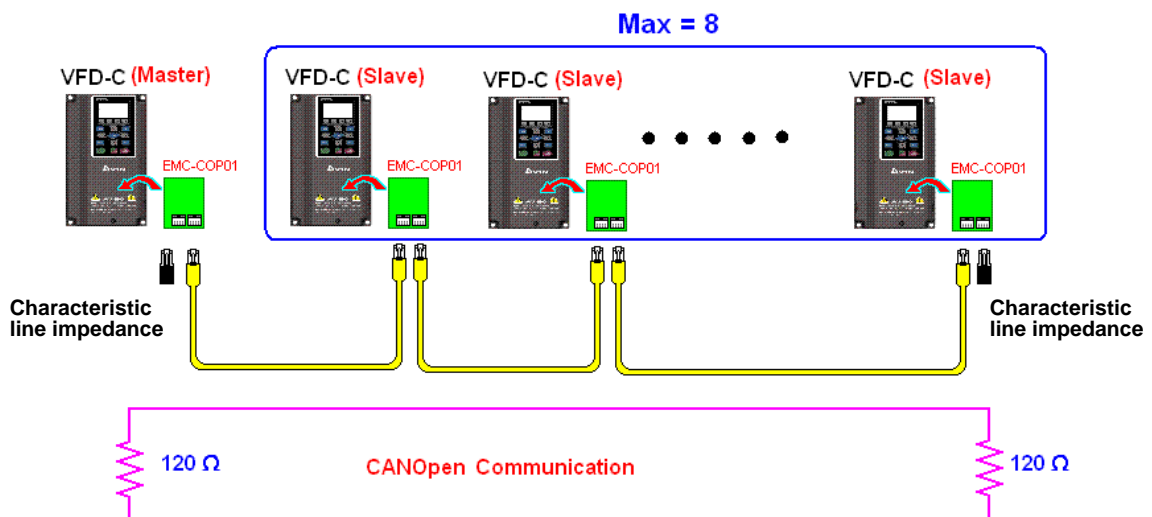 Max = 8
VFD-C (Master)
VFD-C (Slave)
VFD-C (Slave)
VFD-C (Slave)
EMC-COP01
EMC-COP01
EMC-COP01
EMC-COP01
Characteristic
line impedance
Characteristic
line impedance
120 Ω
CANOpen Communication
120 Ω